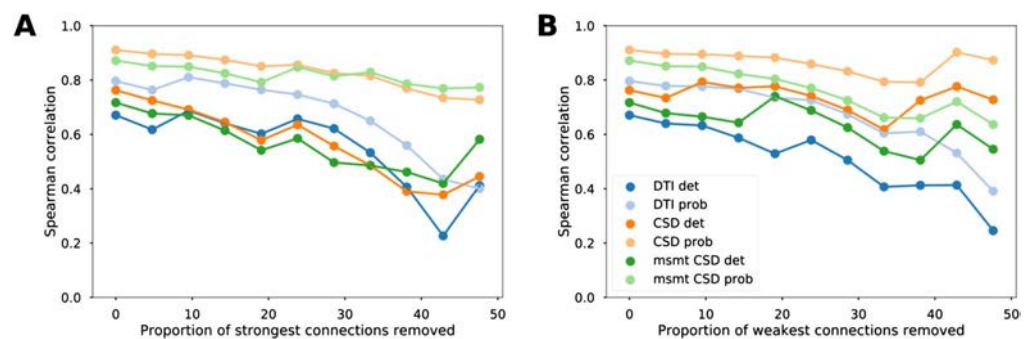 A
1.0
0.8
0.6
0.4
0.2
0.0
Spearman correlation
0 10 20 30 40 50
Proportion of strongest connections removed
B
1.0
0.8
0.6
0.4
0.2
0.0
Spearman correlation
DTI det
DTI prob
CSD det
CSD prob
msmt CSD det
msmt CSD prob
0 10 20 30 40 50
Proportion of weakest connections removed